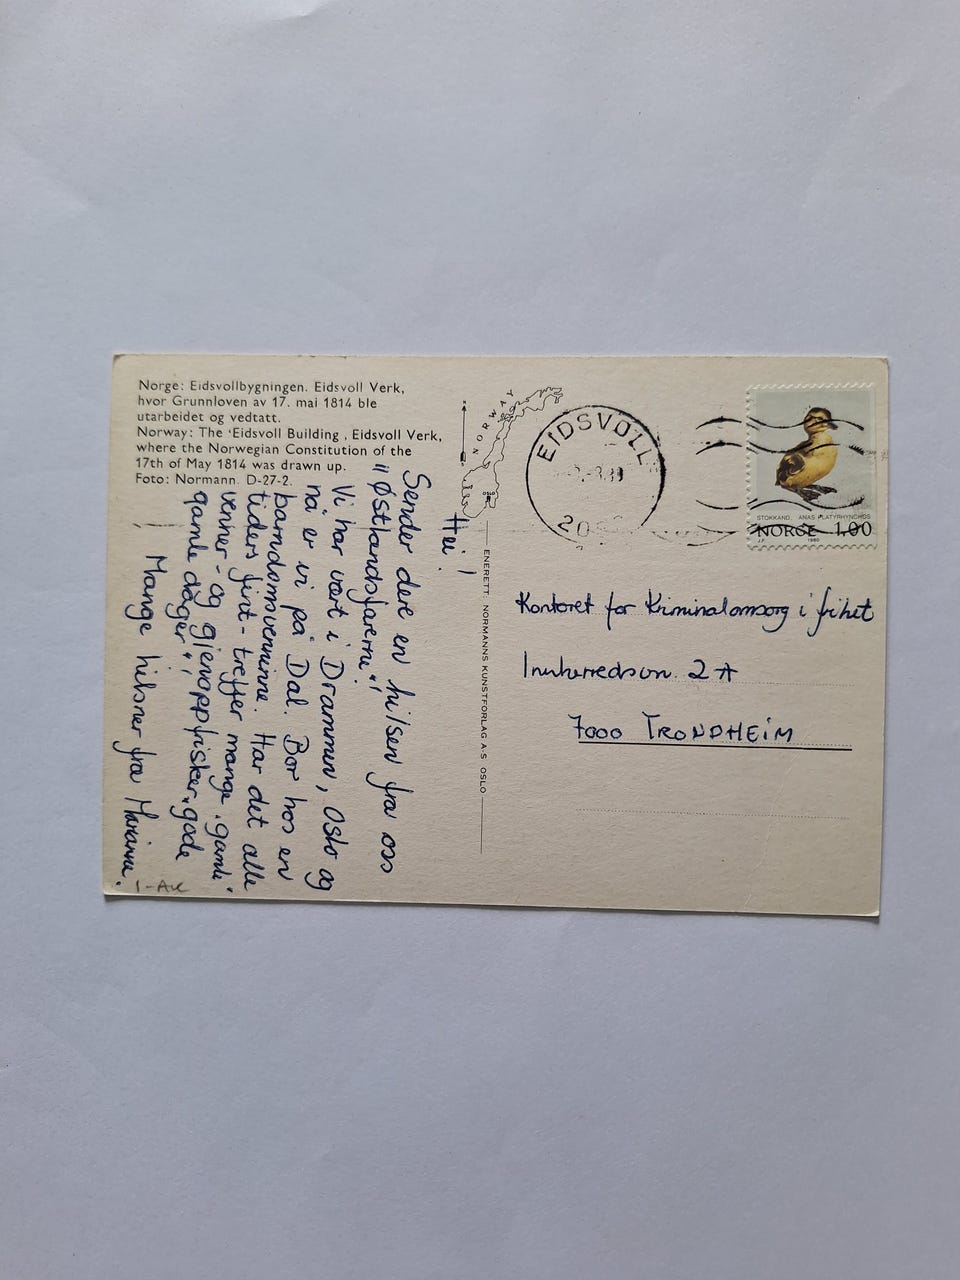 Norge: Eidsvollbygningen. Eidsvoll Verk,
hvor Grunnloven av 17. mai 1814 ble
utarbeidet og vedtatt.
Norway: The 'Eidsvoll Building , Eidsvoll Verk,
where the Norwegian Constitution of the
17th of May 1814 was drawn up.
Foto: Normann. D-27-2.
Hei!
Sender dere en hilsen fra oss
"Østlandsfarerne"!
Vi har vært i Drammen, Oslo og
nå er vi på Dal. Bor hos en
barndomsvenninne. Har det alle
tiders fint - treffer mange "gamle"
venner - og gjenoppfrisker "gode
gamle dager"!
Mange hilsner fra Marianne.
NORWAY
OSLO
ENERETT: NORMANNS KUNSTFORLAG A-S OSLO
EIDSVOLL
STOKKAND. ANAS PLATYRHYNCHOS
NORGE 1,00
J.F. 1980
Kontoret for Kriminalomsorg i frihet
Innherredsvn. 2A
7000 TRONDHEIM